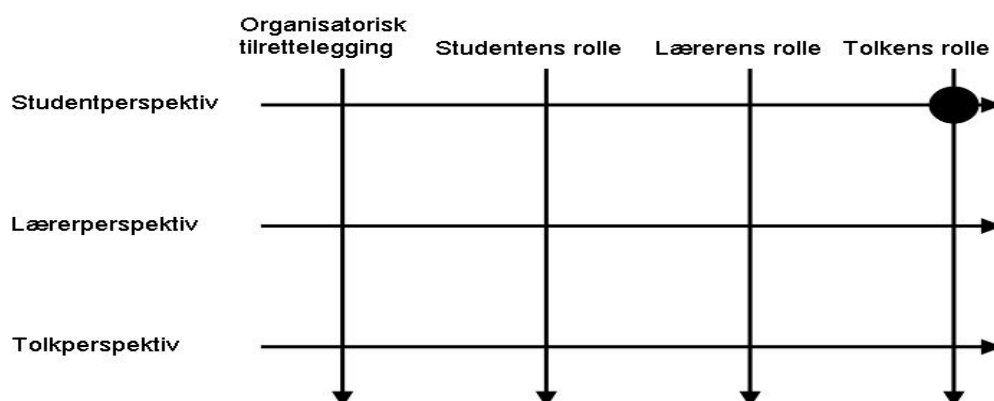 Organisatorisk
tilrettelegging
Studentens rolle
Lærerens rolle
Tolkens rolle
Studentperspektiv
Lærerperspektiv
Tolkperspektiv